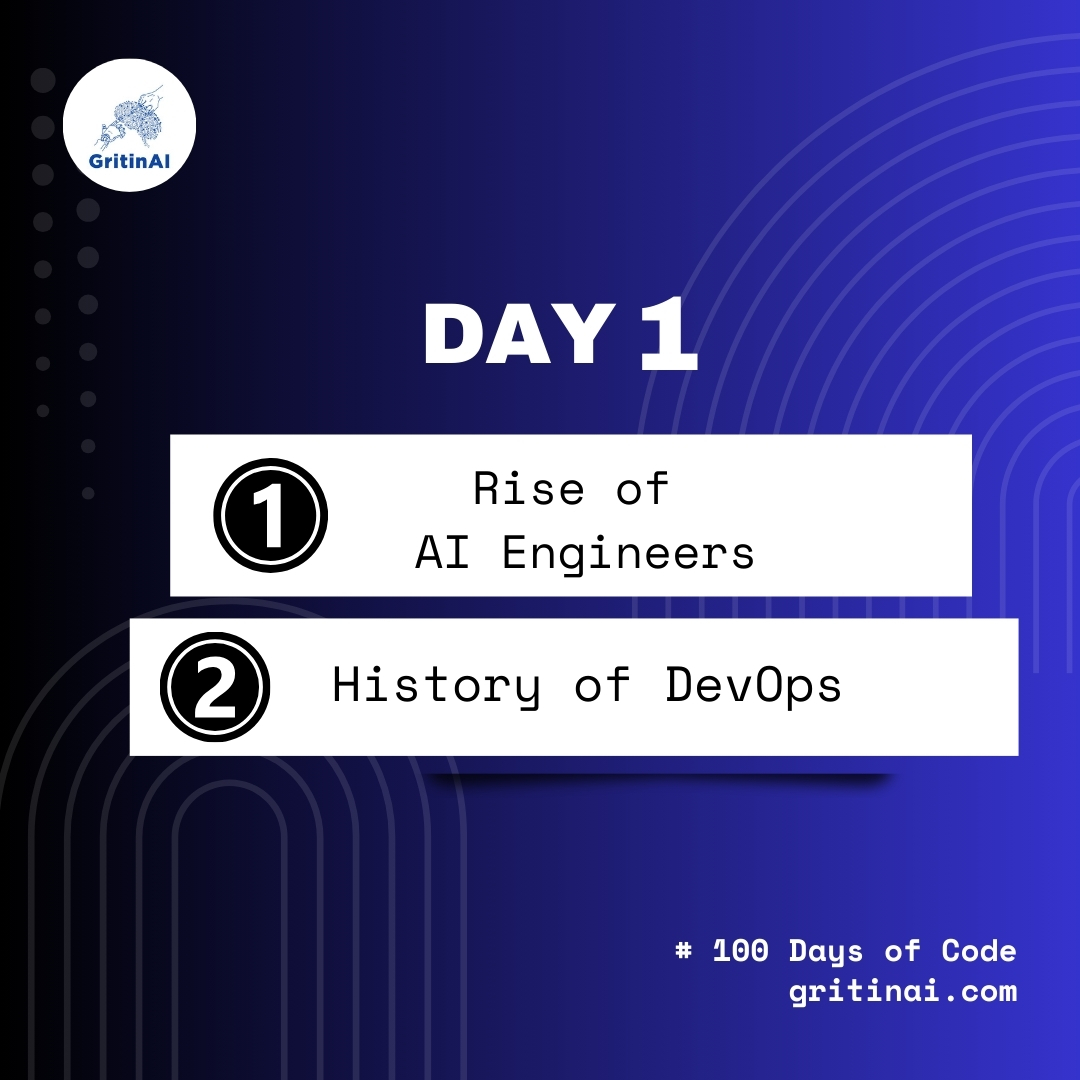 GritinAI
DAY 1
1
Rise of
AI Engineers
2
History of DevOps
# 100 Days of Code
gritinai.com